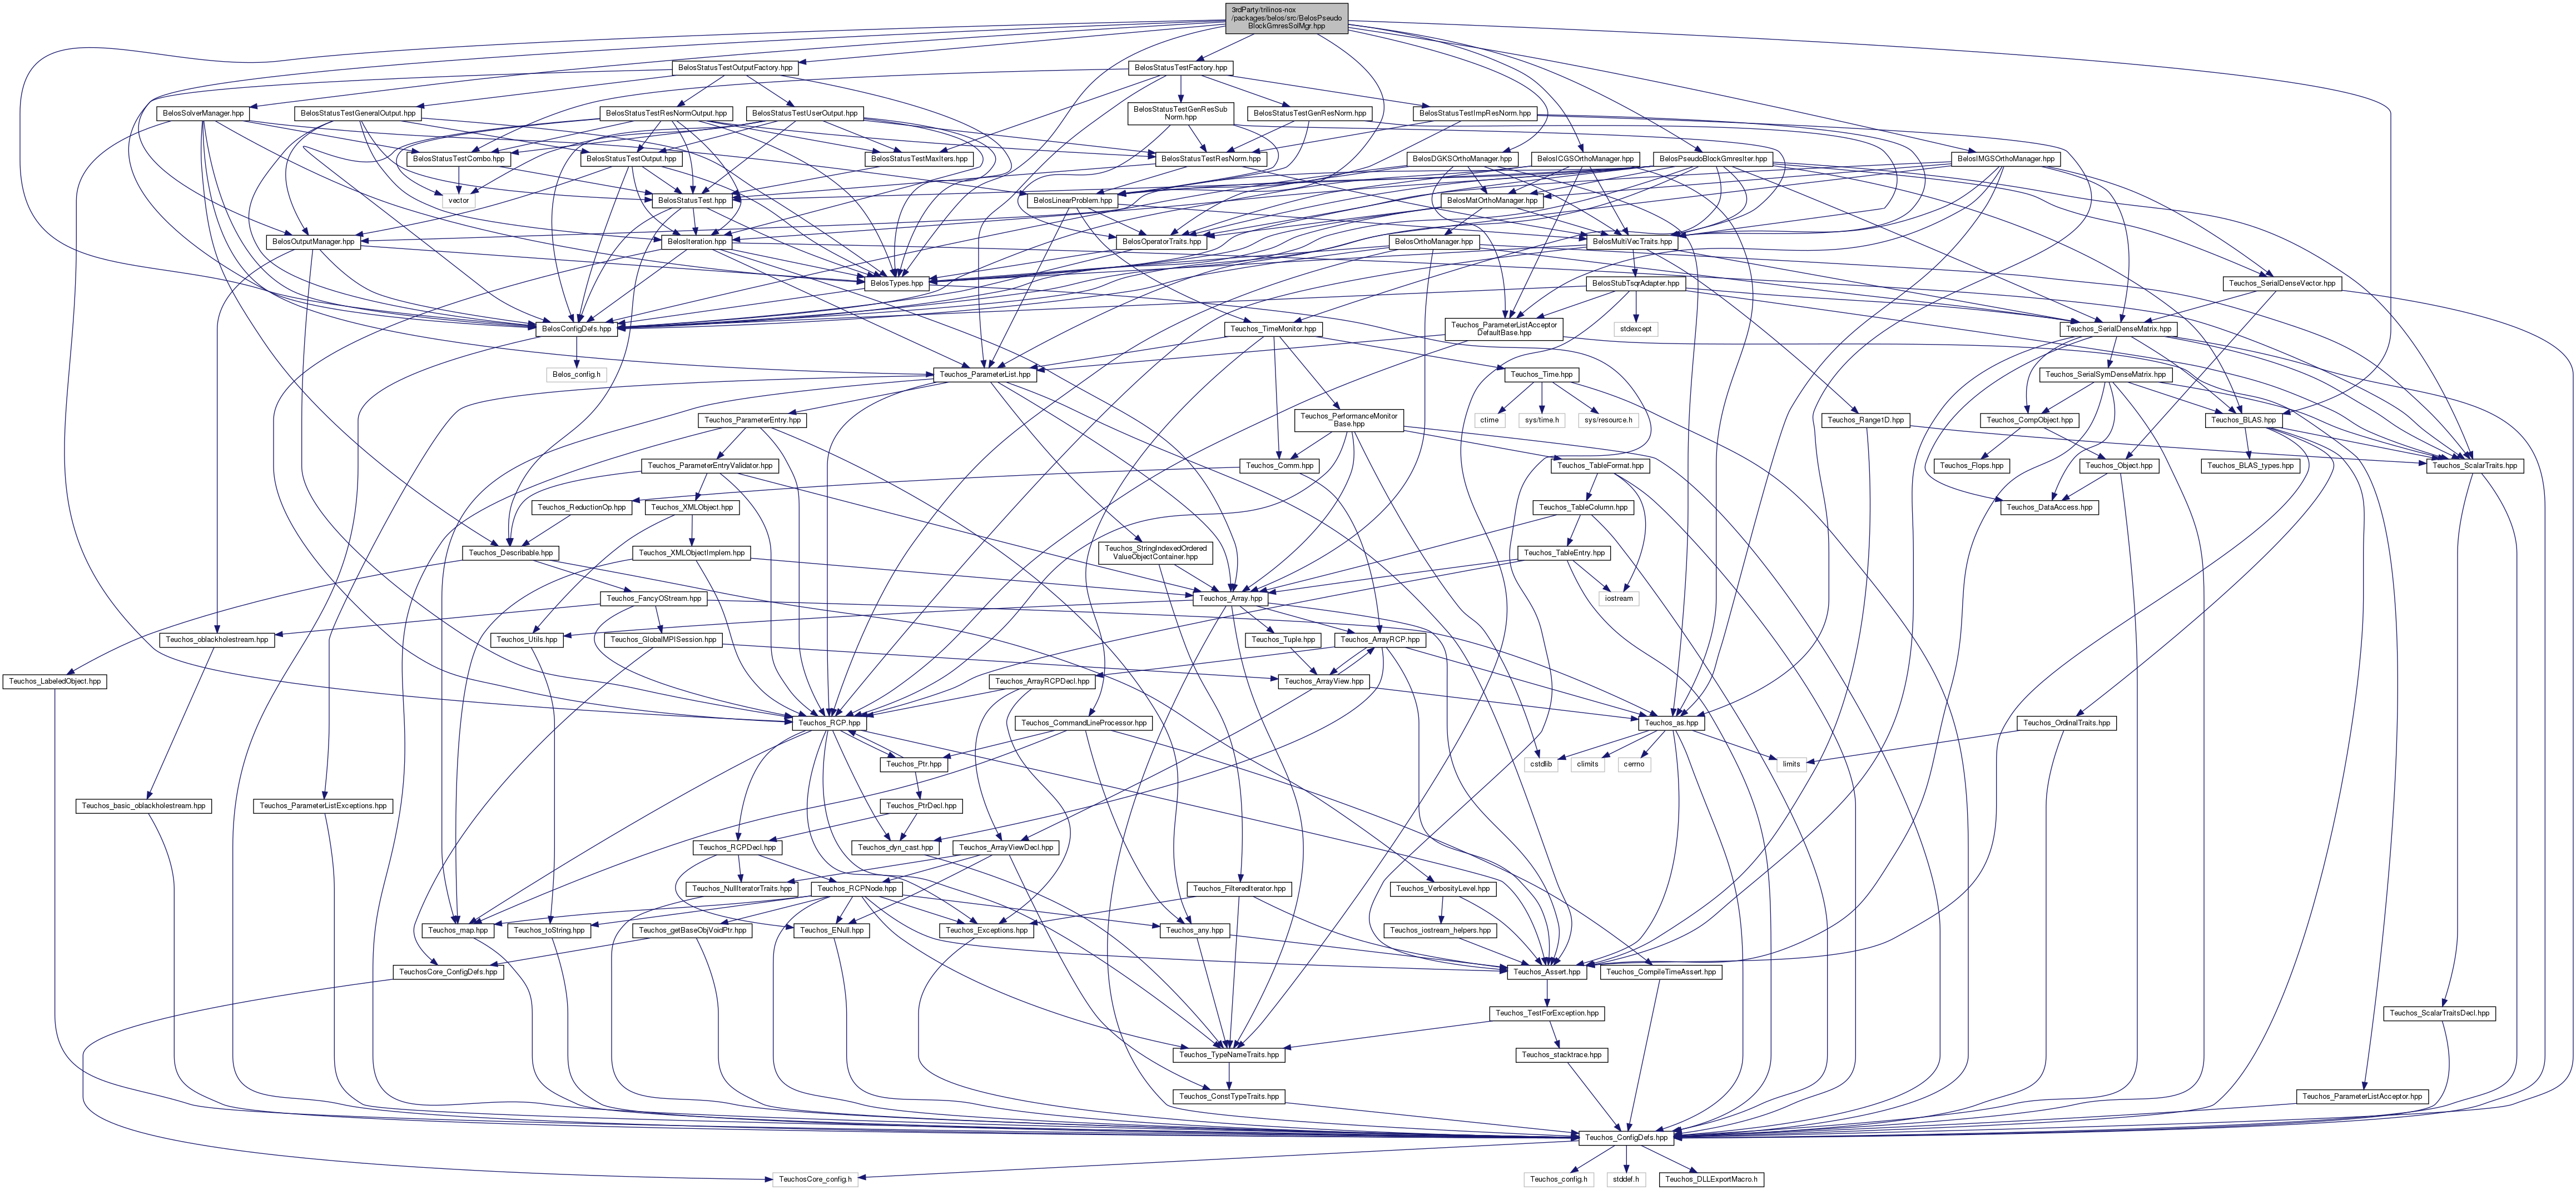 3rdParty/trilinos-nox
/packages/belos/src/BelosPseudo
BlockGmresSolMgr.hpp
BelosStatusTestOutputFactory.hpp
BelosStatusTestFactory.hpp
BelosSolverManager.hpp
BelosStatusTestGeneralOutput.hpp
BelosStatusTestResNormOutput.hpp
BelosStatusTestUserOutput.hpp
BelosStatusTestGenResSub
Norm.hpp
BelosStatusTestGenResNorm.hpp
BelosStatusTestImpResNorm.hpp
BelosStatusTestCombo.hpp
BelosStatusTestOutput.hpp
BelosStatusTestMaxIters.hpp
BelosStatusTestResNorm.hpp
BelosDGKSOrthoManager.hpp
BelosICGSOrthoManager.hpp
BelosPseudoBlockGmresIter.hpp
BelosIMGSOrthoManager.hpp
vector
BelosStatusTest.hpp
BelosLinearProblem.hpp
BelosMatOrthoManager.hpp
BelosOutputManager.hpp
BelosIteration.hpp
BelosOperatorTraits.hpp
BelosOrthoManager.hpp
BelosMultiVecTraits.hpp
BelosTypes.hpp
BelosStubTsqrAdapter.hpp
Teuchos_SerialDenseVector.hpp
BelosConfigDefs.hpp
Teuchos_TimeMonitor.hpp
Teuchos_ParameterListAcceptor
DefaultBase.hpp
stdexcept
Teuchos_SerialDenseMatrix.hpp
Belos_config.h
Teuchos_ParameterList.hpp
Teuchos_Time.hpp
Teuchos_SerialSymDenseMatrix.hpp
Teuchos_ParameterEntry.hpp
Teuchos_PerformanceMonitor
Base.hpp
ctime
sys/time.h
sys/resource.h
Teuchos_Range1D.hpp
Teuchos_CompObject.hpp
Teuchos_BLAS.hpp
Teuchos_ParameterEntryValidator.hpp
Teuchos_Comm.hpp
Teuchos_TableFormat.hpp
Teuchos_Flops.hpp
Teuchos_Object.hpp
Teuchos_BLAS_types.hpp
Teuchos_ScalarTraits.hpp
Teuchos_ReductionOp.hpp
Teuchos_XMLObject.hpp
Teuchos_TableColumn.hpp
Teuchos_DataAccess.hpp
Teuchos_Describable.hpp
Teuchos_XMLObjectImplem.hpp
Teuchos_StringIndexedOrdered
ValueObjectContainer.hpp
Teuchos_TableEntry.hpp
Teuchos_FancyOStream.hpp
Teuchos_Array.hpp
iostream
Teuchos_oblackholestream.hpp
Teuchos_Utils.hpp
Teuchos_GlobalMPISession.hpp
Teuchos_Tuple.hpp
Teuchos_ArrayRCP.hpp
Teuchos_LabeledObject.hpp
Teuchos_ArrayRCPDecl.hpp
Teuchos_ArrayView.hpp
Teuchos_RCP.hpp
Teuchos_CommandLineProcessor.hpp
Teuchos_as.hpp
Teuchos_OrdinalTraits.hpp
Teuchos_Ptr.hpp
cstdlib
climits
cerrno
limits
Teuchos_basic_oblackholestream.hpp
Teuchos_ParameterListExceptions.hpp
Teuchos_PtrDecl.hpp
Teuchos_RCPDecl.hpp
Teuchos_dyn_cast.hpp
Teuchos_ArrayViewDecl.hpp
Teuchos_NullIteratorTraits.hpp
Teuchos_RCPNode.hpp
Teuchos_FilteredIterator.hpp
Teuchos_VerbosityLevel.hpp
Teuchos_map.hpp
Teuchos_toString.hpp
Teuchos_getBaseObjVoidPtr.hpp
Teuchos_ENull.hpp
Teuchos_Exceptions.hpp
Teuchos_any.hpp
Teuchos_iostream_helpers.hpp
TeuchosCore_ConfigDefs.hpp
Teuchos_Assert.hpp
Teuchos_CompileTimeAssert.hpp
Teuchos_TestForException.hpp
Teuchos_ScalarTraitsDecl.hpp
Teuchos_TypeNameTraits.hpp
Teuchos_stacktrace.hpp
Teuchos_ConstTypeTraits.hpp
Teuchos_ParameterListAcceptor.hpp
Teuchos_ConfigDefs.hpp
TeuchosCore_config.h
Teuchos_config.h
stddef.h
Teuchos_DLLExportMacro.h